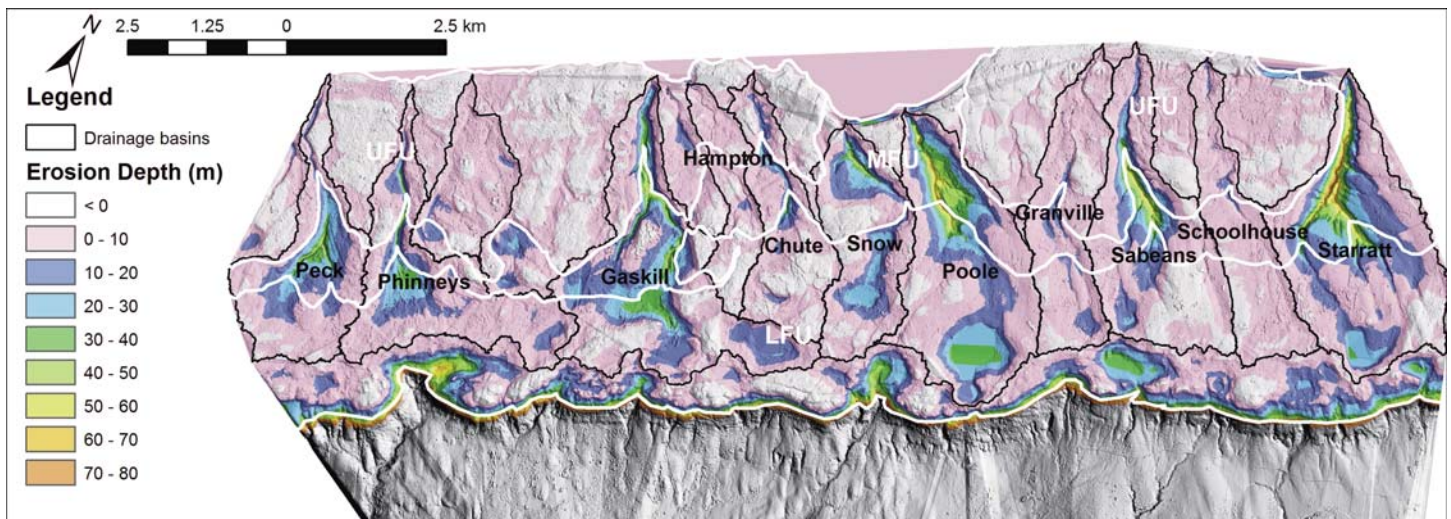 N
2.5 1.25 0 2.5 km
Legend
Drainage basins
Erosion Depth (m)
< 0
0 - 10
10 - 20
20 - 30
30 - 40
40 - 50
50 - 60
60 - 70
70 - 80
UFU
UFU
Hampton
MFU
Granville
Schoolhouse
Chute
Snow
Sabeans
Starratt
Peck
Phinneys
Gaskill
Poole
LFU